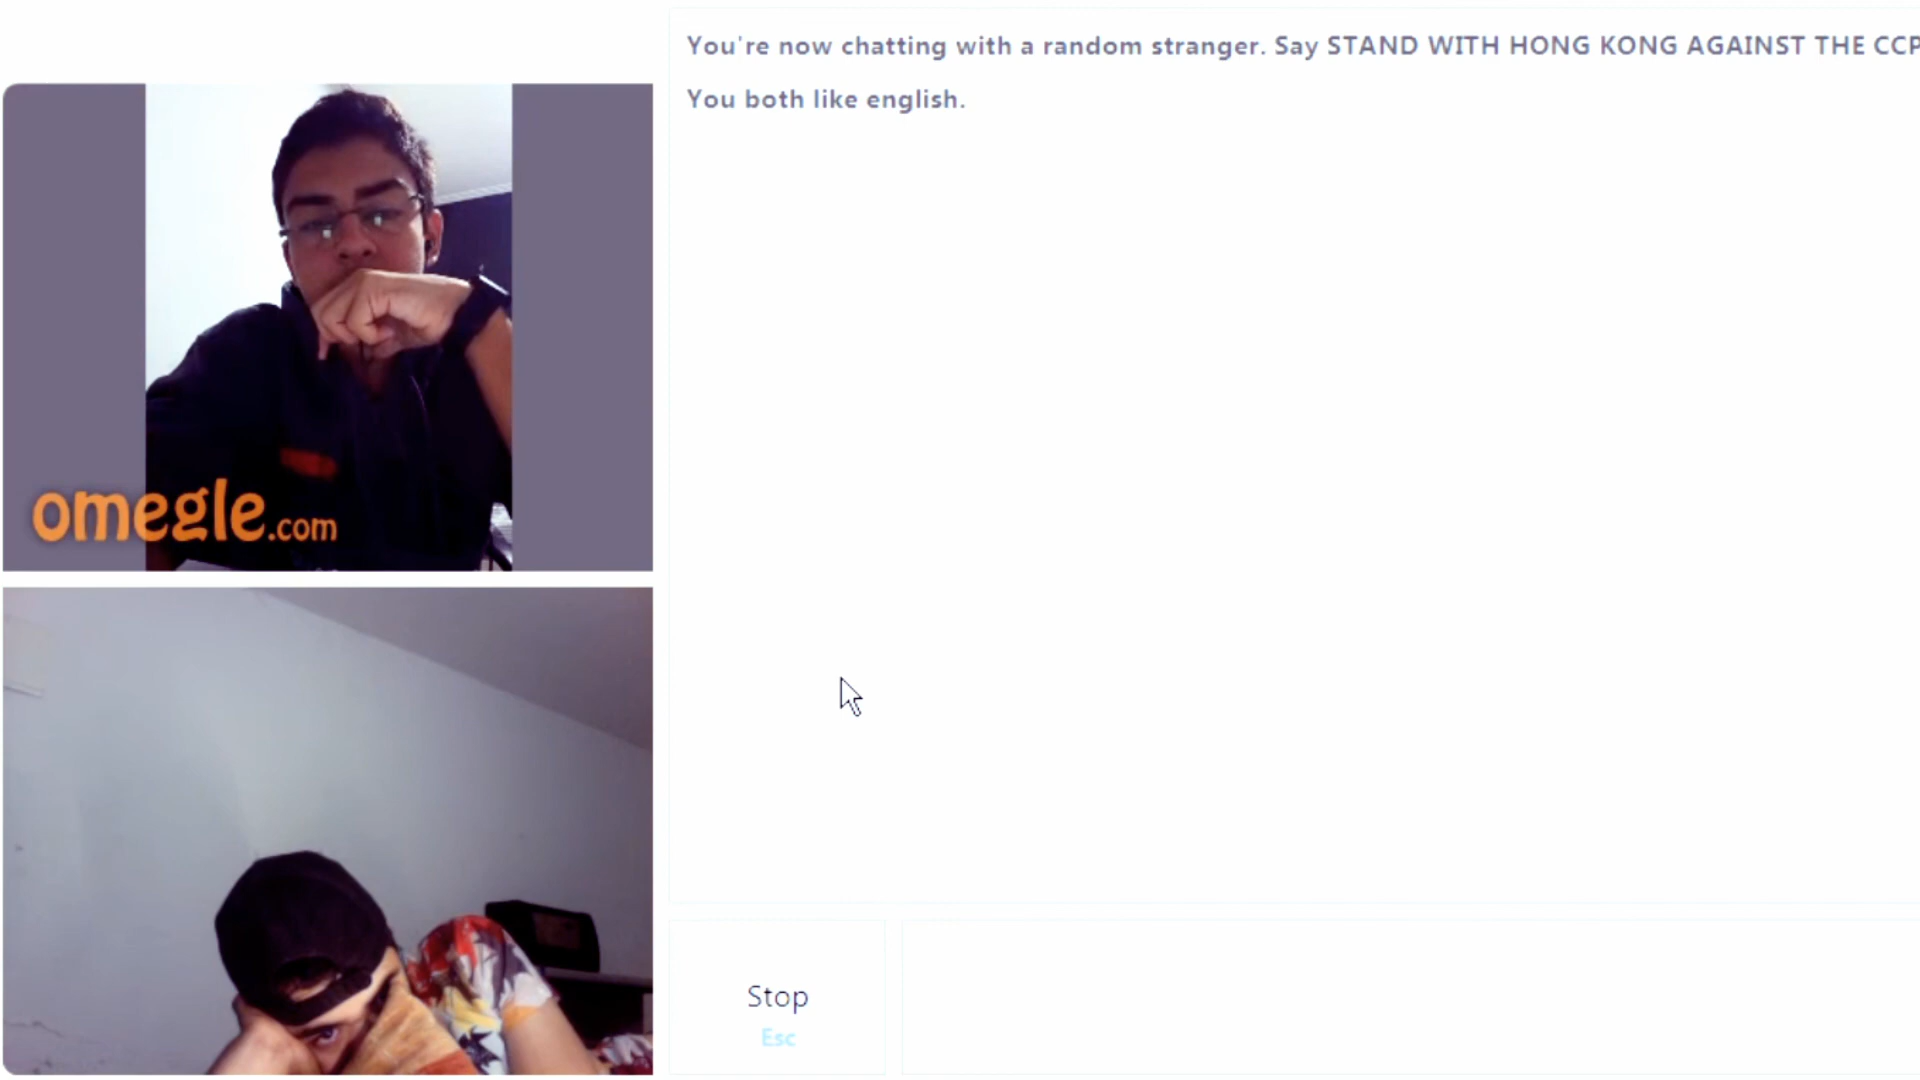 You're now chatting with a random stranger. Say STAND WITH HONG KONG AGAINST THE CCP
You both like english.
omegle.com
Stop
Esc